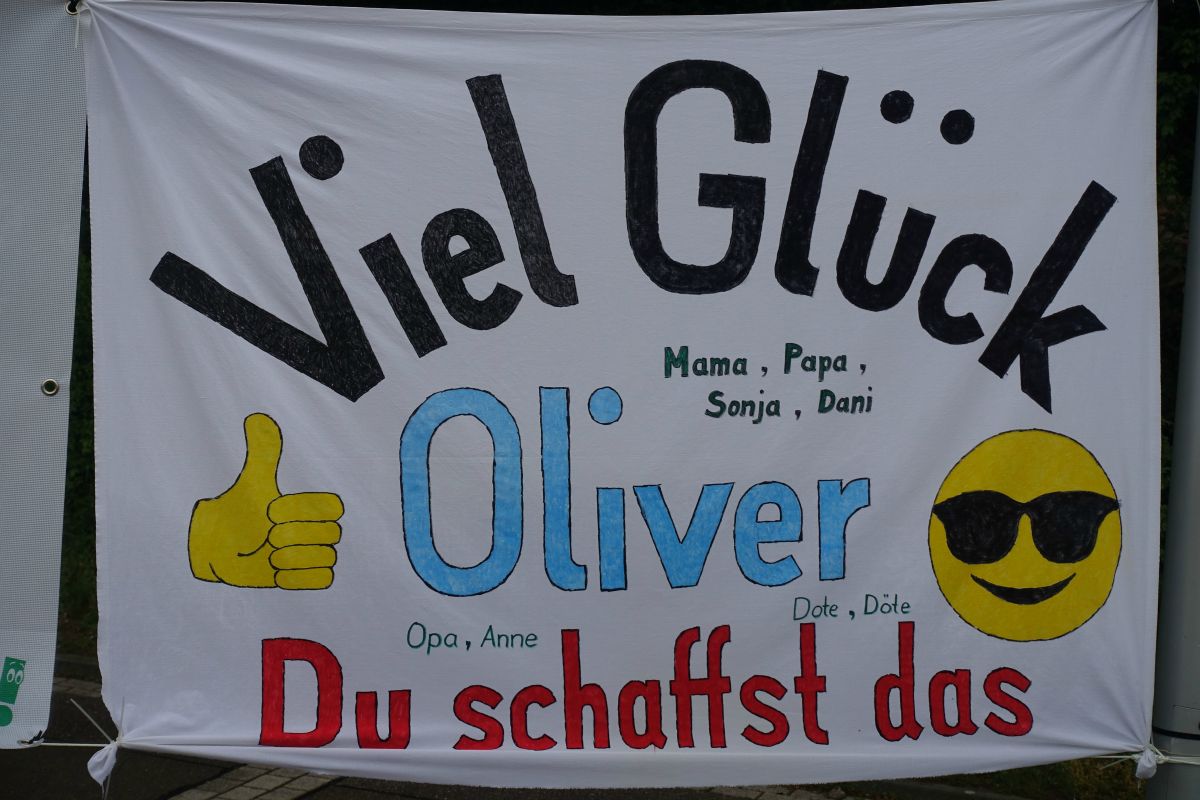 Viel Glück
Mama, Papa,
Sonja, Dani
Oliver
Dote, Döte
Opa, Anne
Du schaffst das